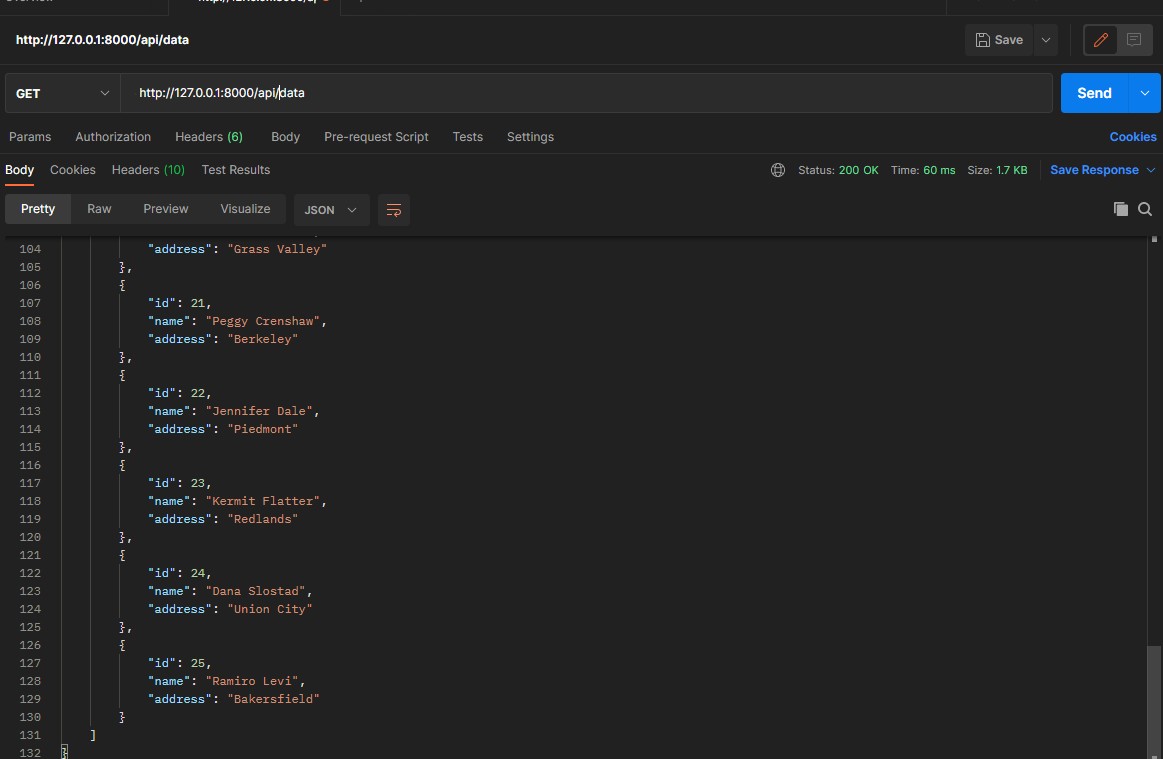 http://127.0.0.1:8000/api/data
Save
GET
http://127.0.0.1:8000/api/data
Send
Params Authorization Headers (6) Body Pre-request Script Tests Settings Cookies
Body Cookies Headers (10) Test Results Status: 200 OK Time: 60 ms Size: 1.7 KB Save Response
Pretty Raw Preview Visualize JSON
104 "address": "Grass Valley"
105 },
106 {
107 "id": 21,
108 "name": "Peggy Crenshaw",
109 "address": "Berkeley"
110 },
111 {
112 "id": 22,
113 "name": "Jennifer Dale",
114 "address": "Piedmont"
115 },
116 {
117 "id": 23,
118 "name": "Kermit Flatter",
119 "address": "Redlands"
120 },
121 {
122 "id": 24,
123 "name": "Dana Slostad",
124 "address": "Union City"
125 },
126 {
127 "id": 25,
128 "name": "Ramiro Levi",
129 "address": "Bakersfield"
130 }
131 ]
132 }